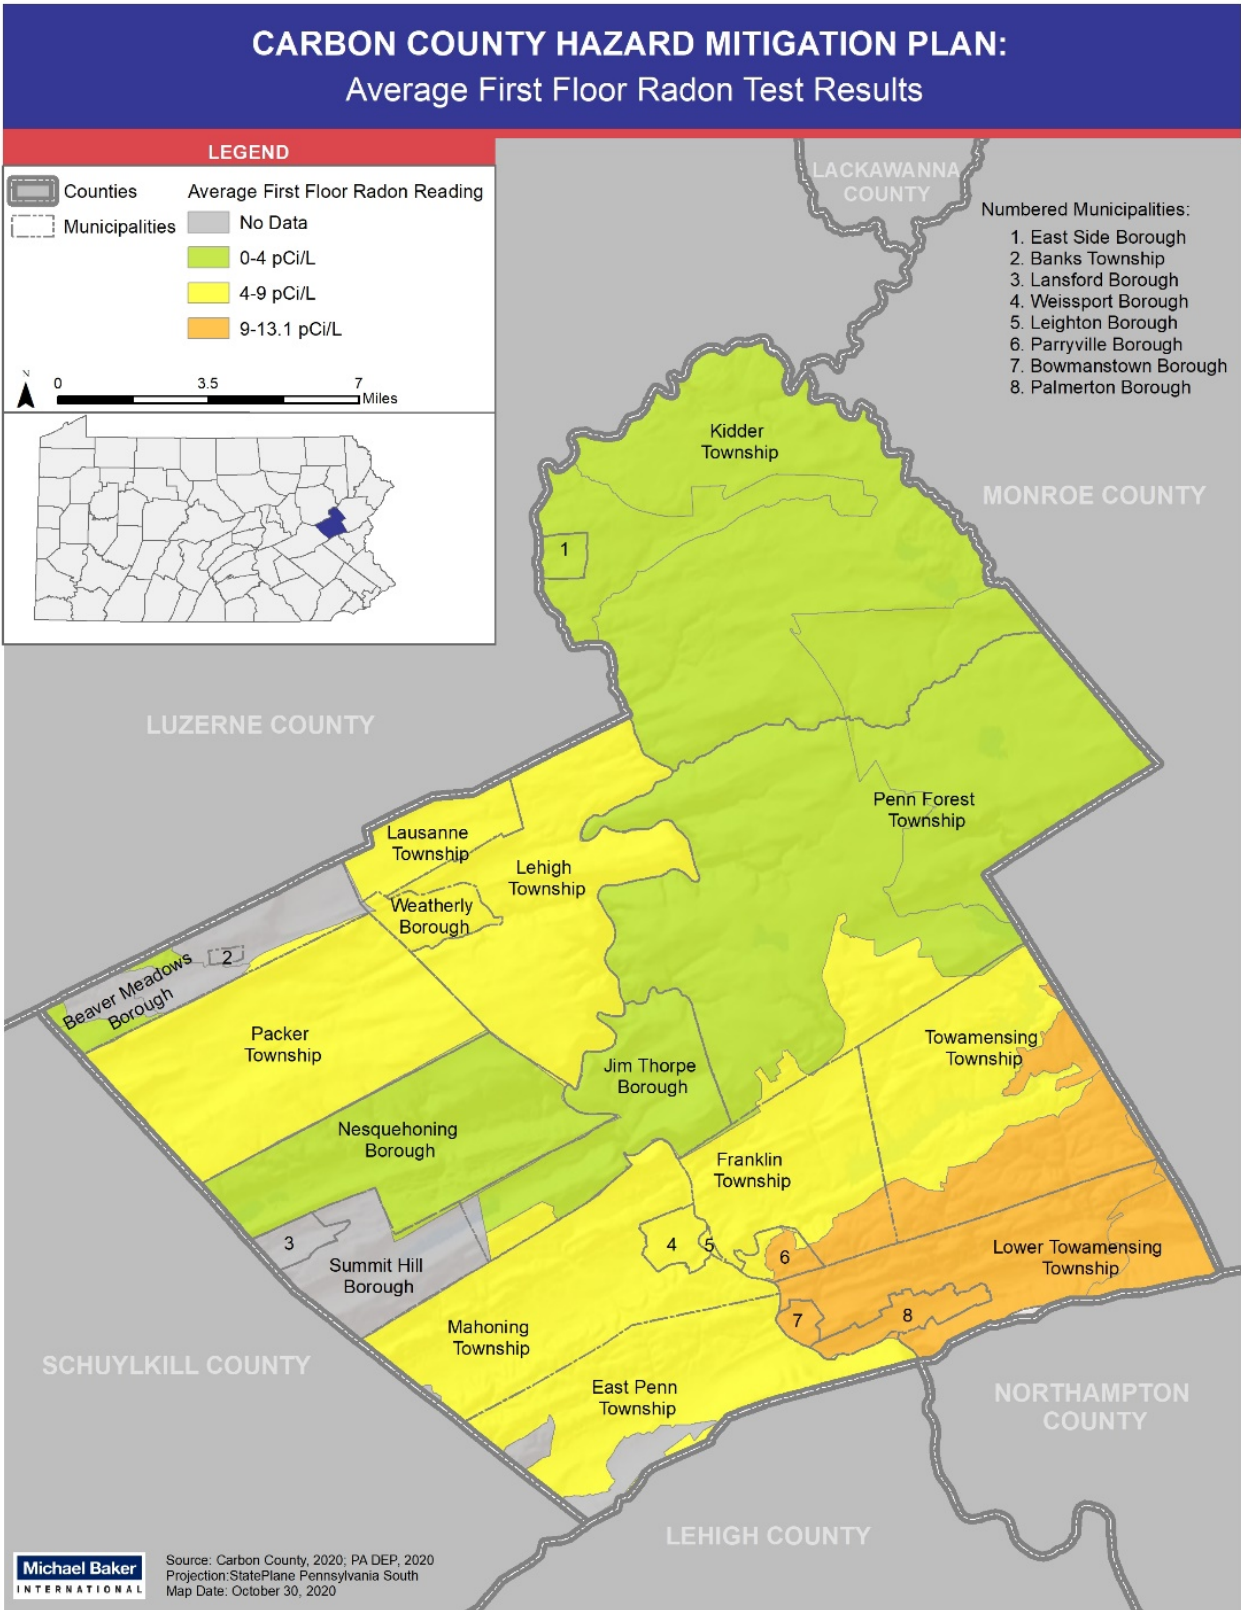 CARBON COUNTY HAZARD MITIGATION PLAN:
Average First Floor Radon Test Results
LEGEND
Counties
Municipalities
Average First Floor Radon Reading
No Data
0-4 pCi/L
4-9 pCi/L
9-13.1 pCi/L
N
0
3.5
7
Miles
LACKAWANNA
COUNTY
Numbered Municipalities:
1. East Side Borough
2. Banks Township
3. Lansford Borough
4. Weissport Borough
5. Leighton Borough
6. Parryville Borough
7. Bowmanstown Borough
8. Palmerton Borough
Kidder
Township
MONROE COUNTY
1
LUZERNE COUNTY
Penn Forest
Township
Lausanne
Township
Lehigh
Township
Weatherly
Borough
2
Beaver Meadows
Borough
Packer
Township
Towamensing
Township
Jim Thorpe
Borough
Nesquehoning
Borough
Franklin
Township
3
4
5
6
Lower Towamensing
Township
Summit Hill
Borough
7
8
Mahoning
Township
SCHUYLKILL COUNTY
East Penn
Township
NORTHAMPTON
COUNTY
LEHIGH COUNTY
Michael Baker
INTERNATIONAL
Source: Carbon County, 2020; PA DEP, 2020
Projection:StatePlane Pennsylvania South
Map Date: October 30, 2020